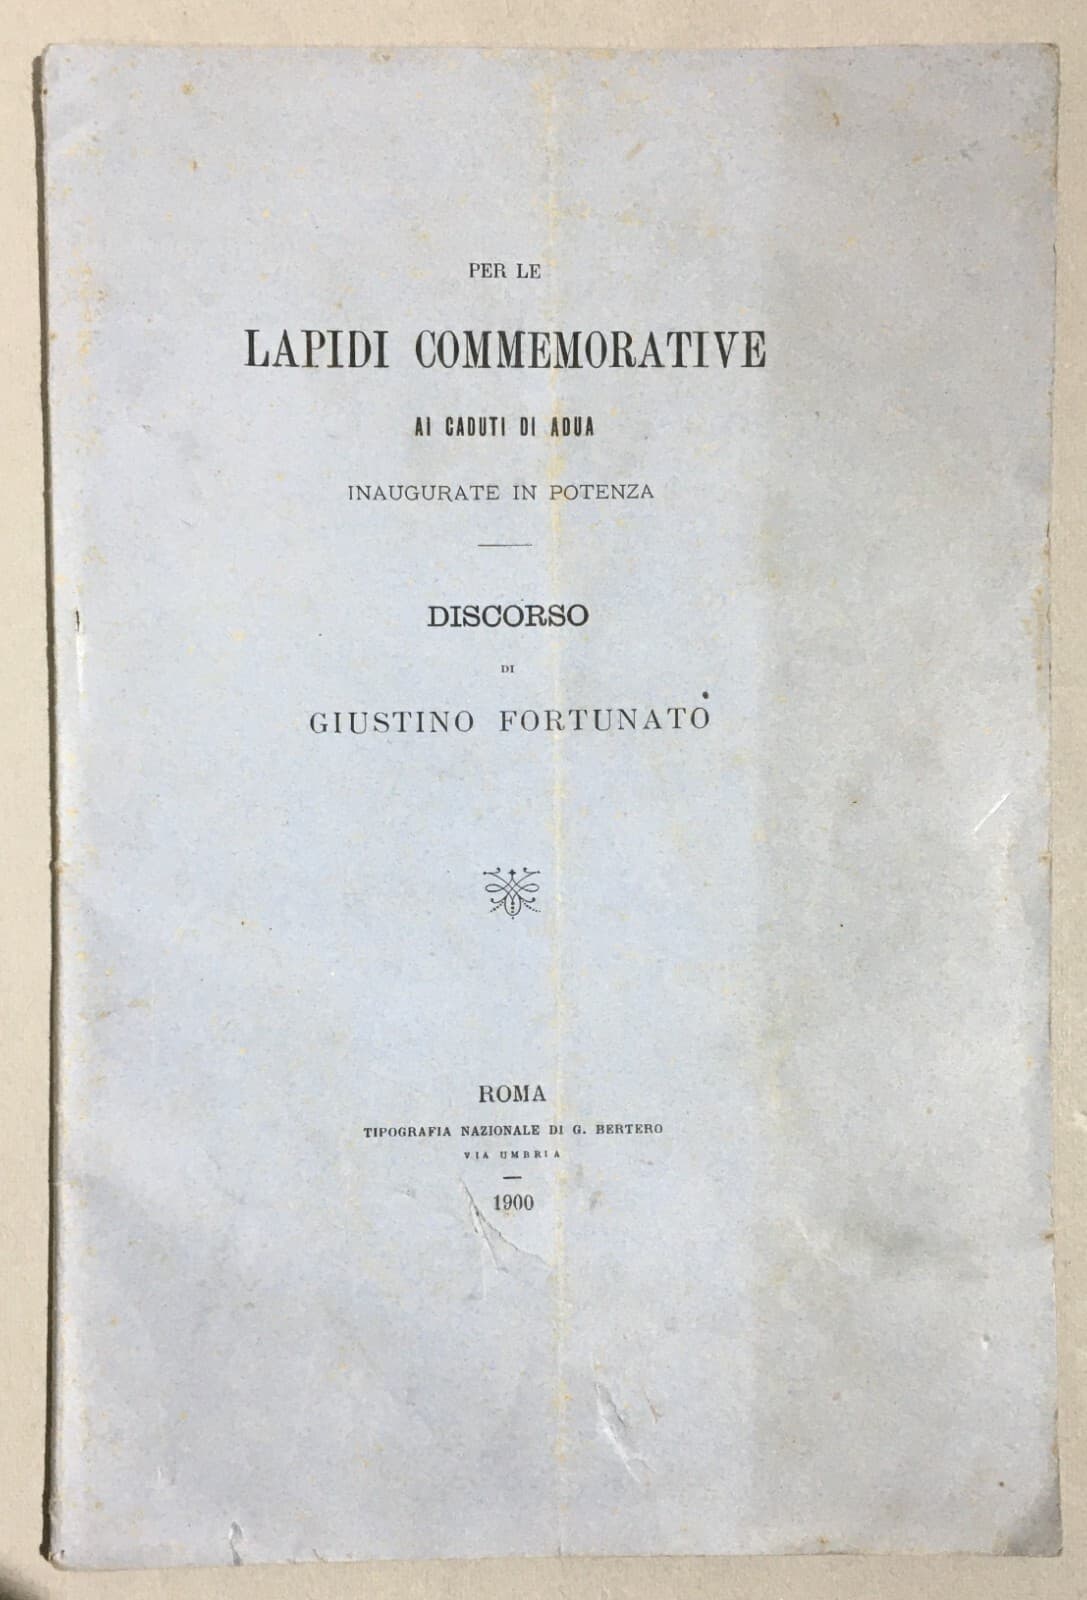 PER LE
LAPIDI COMMEMORATIVE
AI CADUTI DI ADUA
INAUGURATE IN POTENZA
DISCORSO
DI
GIUSTINO FORTUNATO
ROMA
TIPOGRAFIA NAZIONALE DI G. BERTERO
VIA UMBRIA
1900